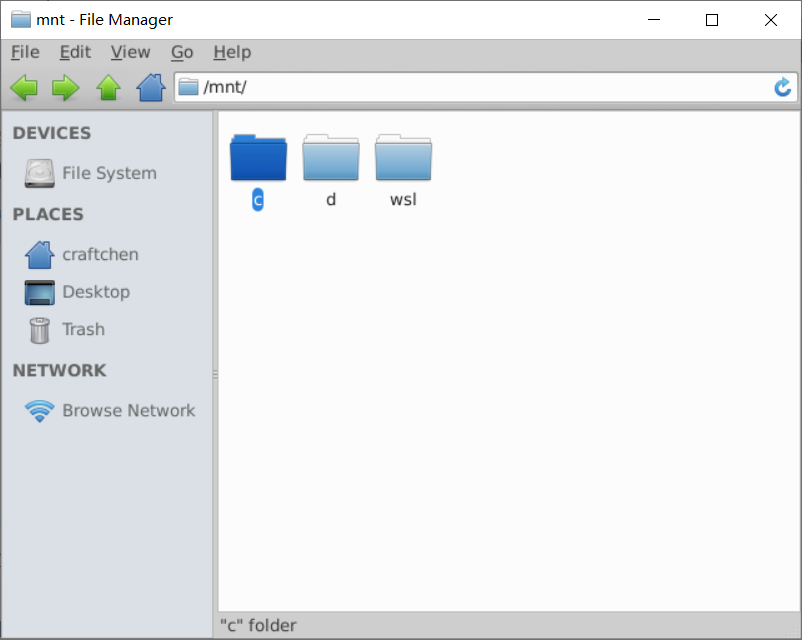 mnt - File Manager
File Edit View Go Help
/mnt/
DEVICES
File System
PLACES
craftchen
Desktop
Trash
NETWORK
Browse Network
c d wsl
"c" folder